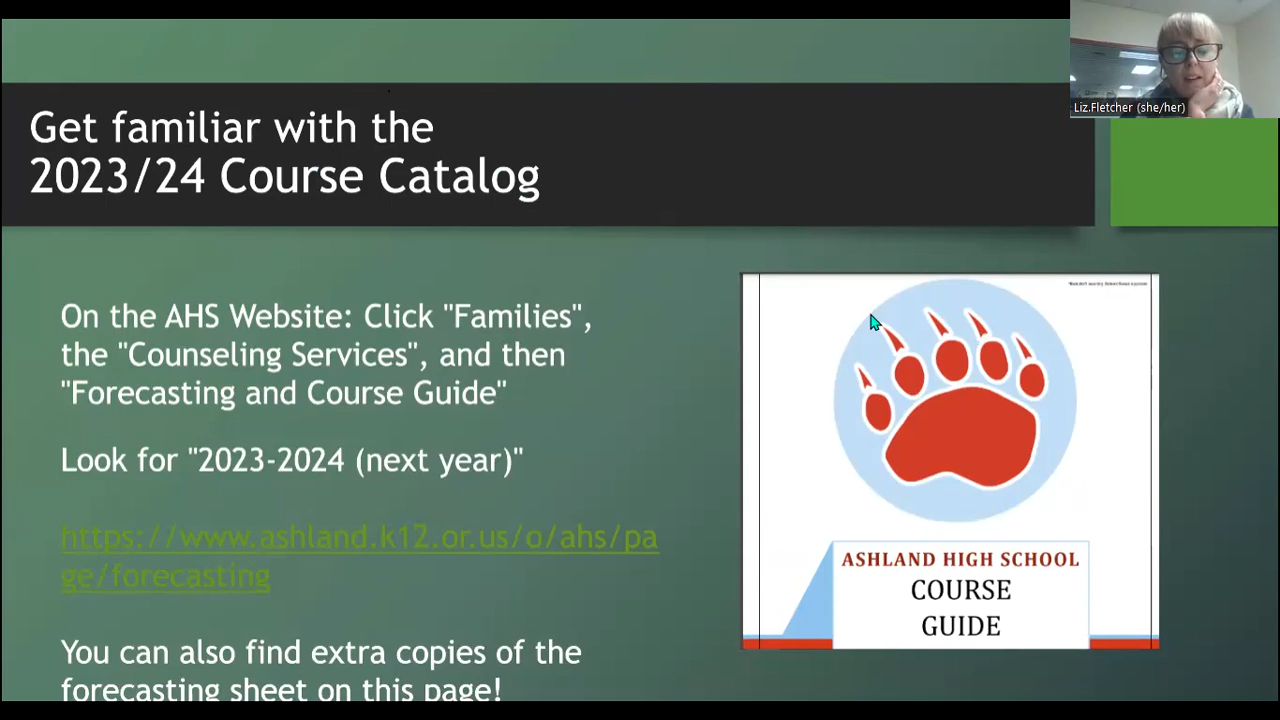 Liz.Fletcher (she/her)
Get familiar with the
2023/24 Course Catalog
On the AHS Website: Click "Families",
the "Counseling Services", and then
"Forecasting and Course Guide"
Look for "2023-2024 (next year)"
https://www.ashland.k12.or.us/o/ahs/pa
ge/forecasting
You can also find extra copies of the
forecasting sheet on this page!
ASHLAND HIGH SCHOOL
COURSE
GUIDE